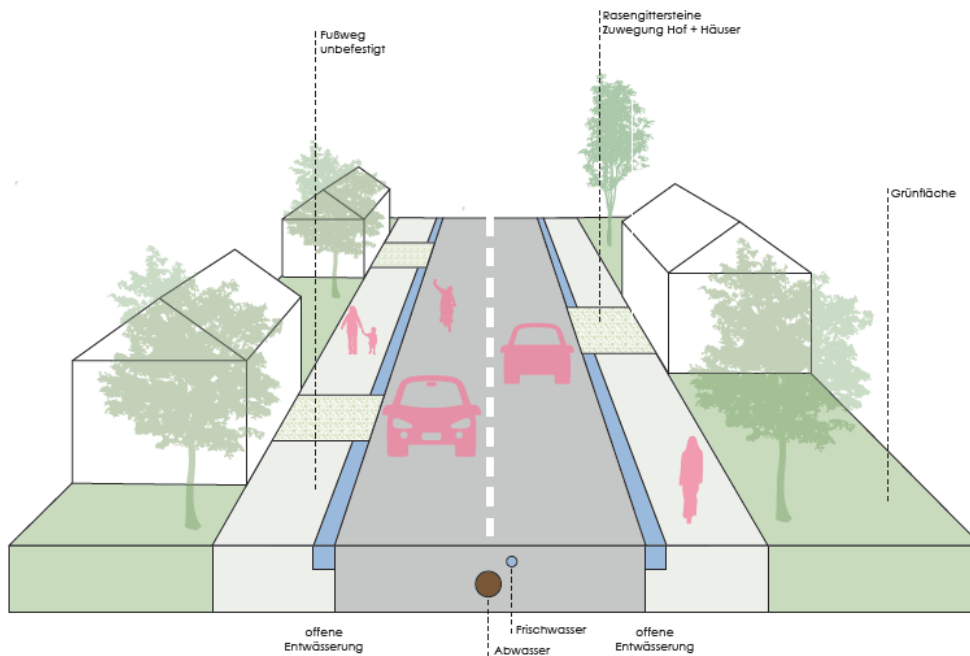 Rasengittersteine
Zuwegung Hof + Häuser
Fußweg
unbefestigt
Grünfläche
offene
Entwässerung
Frischwasser
Abwasser
offene
Entwässerung